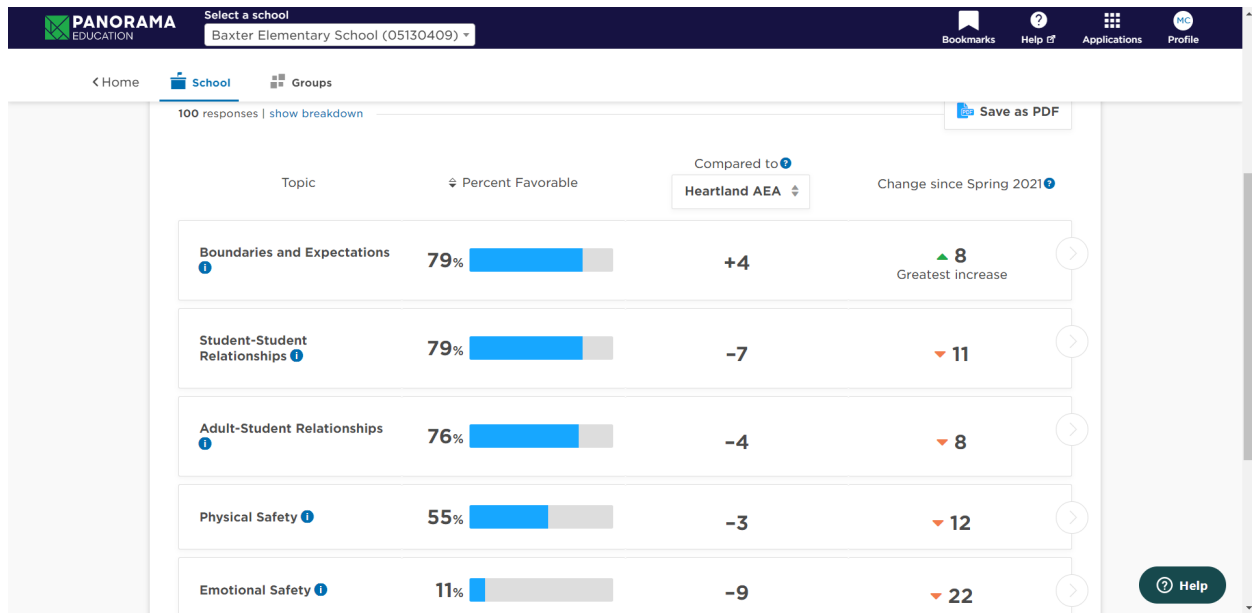 PANORAMA
EDUCATION
Select a school
Baxter Elementary School (05130409)
Bookmarks
Help
Applications
MC
Profile
Home
School
Groups
100 responses | show breakdown
PDF
Save as PDF
Topic
Percent Favorable
Compared to ?
Heartland AEA
Change since Spring 2021 ?
Boundaries and Expectations
i
79%
+4
8
Greatest increase
Student-Student
Relationships i
79%
−7
11
Adult-Student Relationships
i
76%
−4
8
Physical Safety i
55%
−3
12
Emotional Safety i
11%
−9
22
? Help